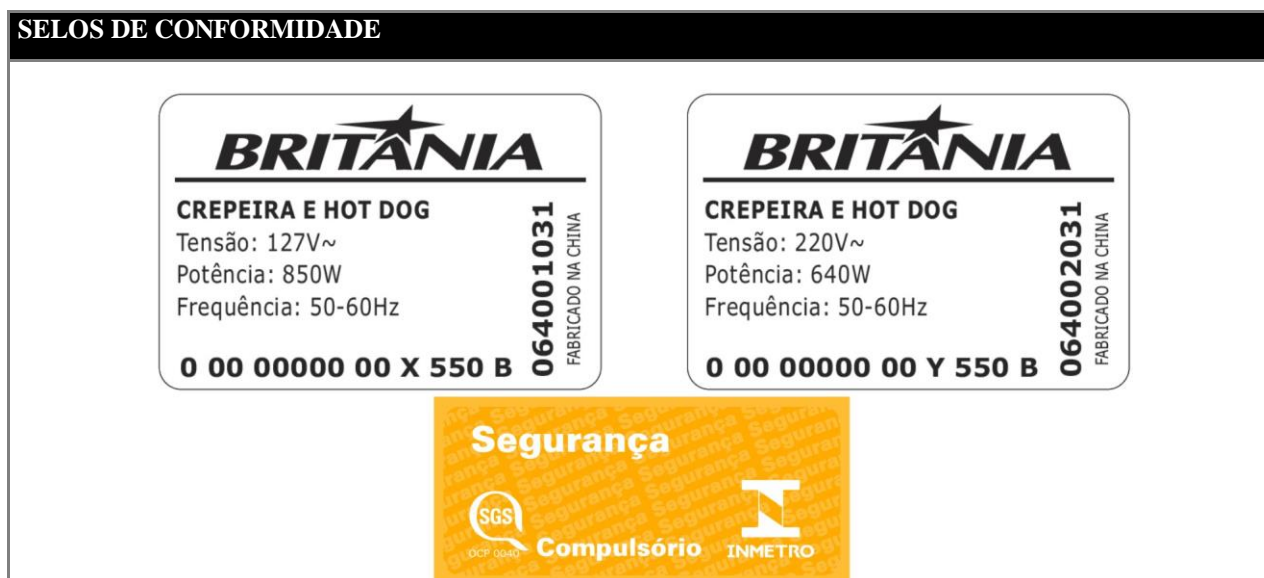 SELOS DE CONFORMIDADE
BRITÂNIA
CREPEIRA E HOT DOG
Tensão: 127V~
Potência: 850W
Frequência: 50-60Hz
0 00 00000 00 X 550 B
064001031
FABRICADO NA CHINA
BRITÂNIA
CREPEIRA E HOT DOG
Tensão: 220V~
Potência: 640W
Frequência: 50-60Hz
0 00 00000 00 Y 550 B
064002031
FABRICADO NA CHINA
Segurança
SGS
OCP 0040
Compulsório
INMETRO